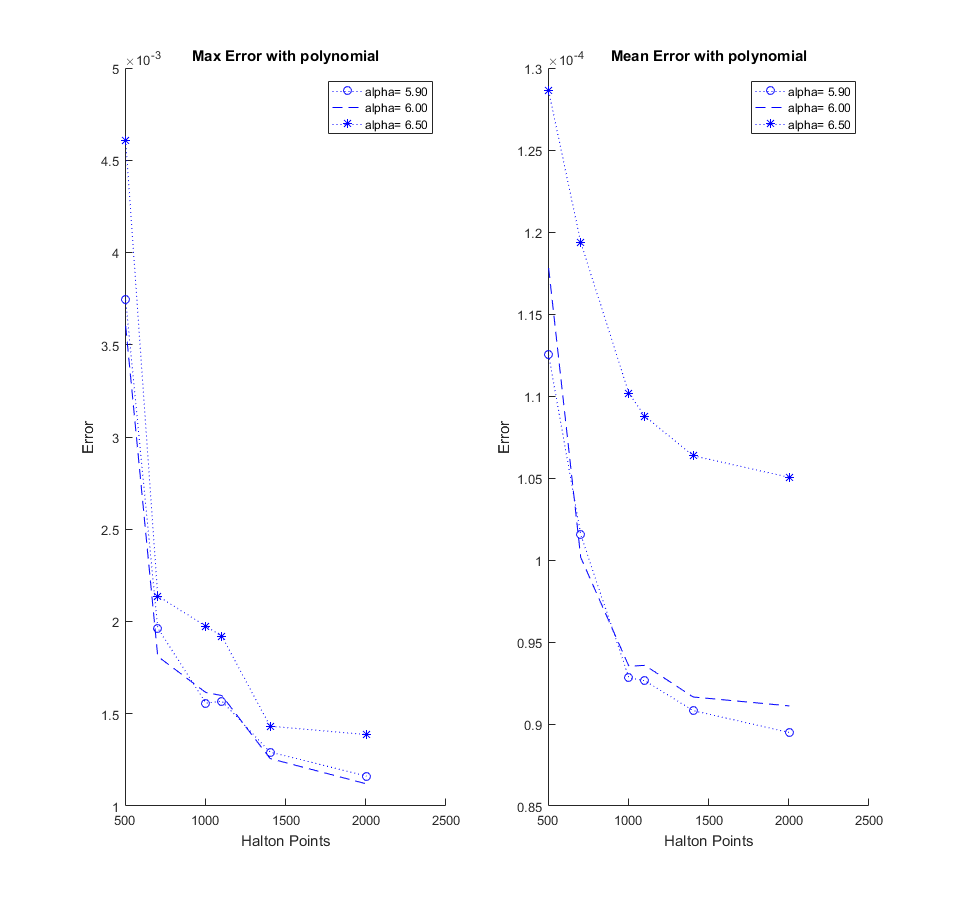 ×10-3
Max Error with polynomial
5
4.5
4
3.5
3
2.5
2
1.5
1
Error
500
1000
1500
2000
2500
Halton Points
alpha= 5.90
alpha= 6.00
alpha= 6.50
×10-4
Mean Error with polynomial
1.3
1.25
1.2
1.15
1.1
1.05
1
0.95
0.9
0.85
Error
500
1000
1500
2000
2500
Halton Points
alpha= 5.90
alpha= 6.00
alpha= 6.50